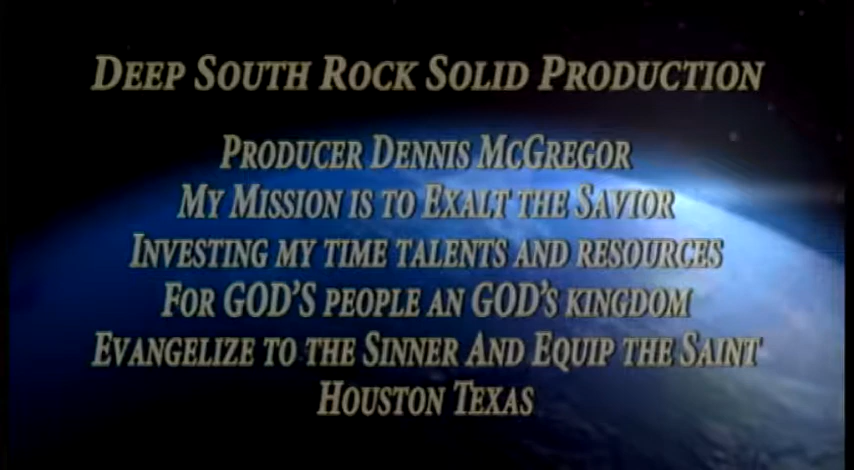 Deep South Rock Solid Production
Producer Dennis McGregor
My Mission is to Exalt the Savior
Investing my time talents and resources
For GOD'S people an GOD's kingdom
Evangelize to the Sinner And Equip the Saint
Houston Texas